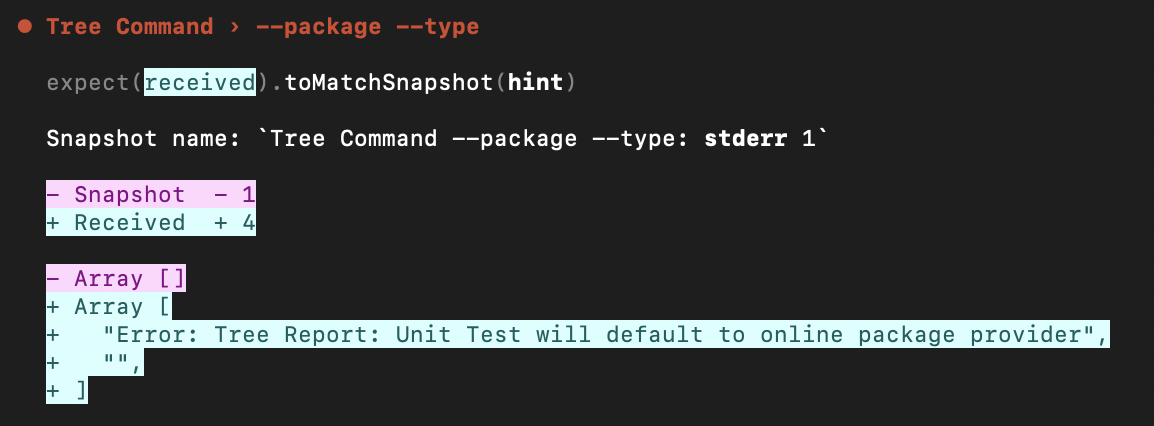 ● Tree Command › --package --type
expect(received).toMatchSnapshot(hint)
Snapshot name: `Tree Command --package --type: stderr 1`
- Snapshot  - 1
+ Received  + 4
- Array []
+ Array [
+   "Error: Tree Report: Unit Test will default to online package provider",
+   "",
+ ]